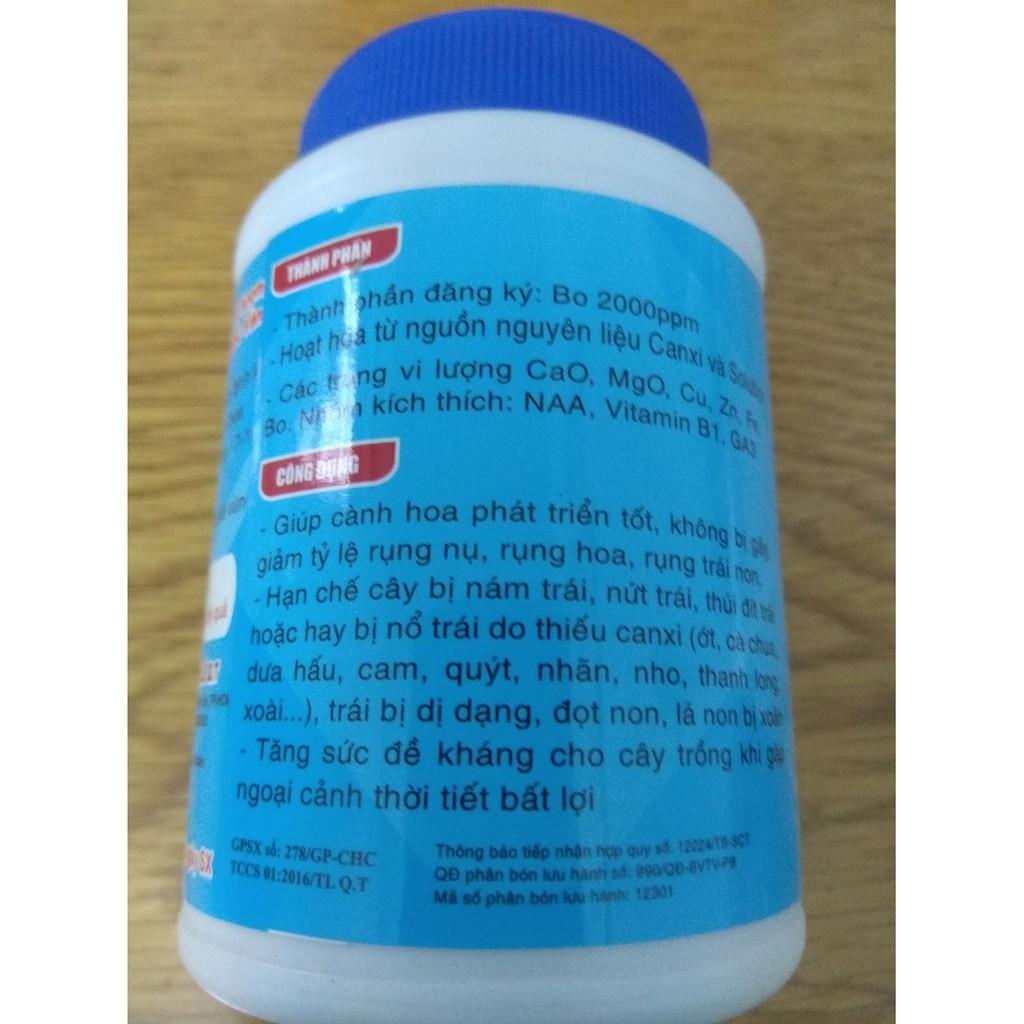 THÀNH PHẦN
- Thành phần đăng ký: Bo 2000ppm
- Hoạt hóa từ nguồn nguyên liệu Canxi và
- Các trung vi lượng CaO, MgO, Cu, Zn, Fe,
Bo. Nhóm kích thích: NAA, Vitamin B1, GA3
CÔNG DỤNG
- Giúp cành hoa phát triển tốt, không bị gãy
giảm tỷ lệ rụng nụ, rụng hoa, rụng trái non.
- Hạn chế cây bị nám trái, nứt trái, thúi đít trái
hoặc hay bị nổ trái do thiếu canxi (ớt, cà chua,
dưa hấu, cam, quýt, nhãn, nho, thanh long,
xoài...), trái bị dị dạng, đọt non, lá non bị xoăn
- Tăng sức đề kháng cho cây trồng khi gặp
ngoại cảnh thời tiết bất lợi
GPSX số: 278/GP-CHC
TCCS 01:2016/TL Q.T
Thông báo tiếp nhận hợp quy số: 12024/TB-SCT
QĐ phân bón lưu hành số: 990/QĐ-BVTV-PB
Mã số phân bón lưu hành: 12301
SX